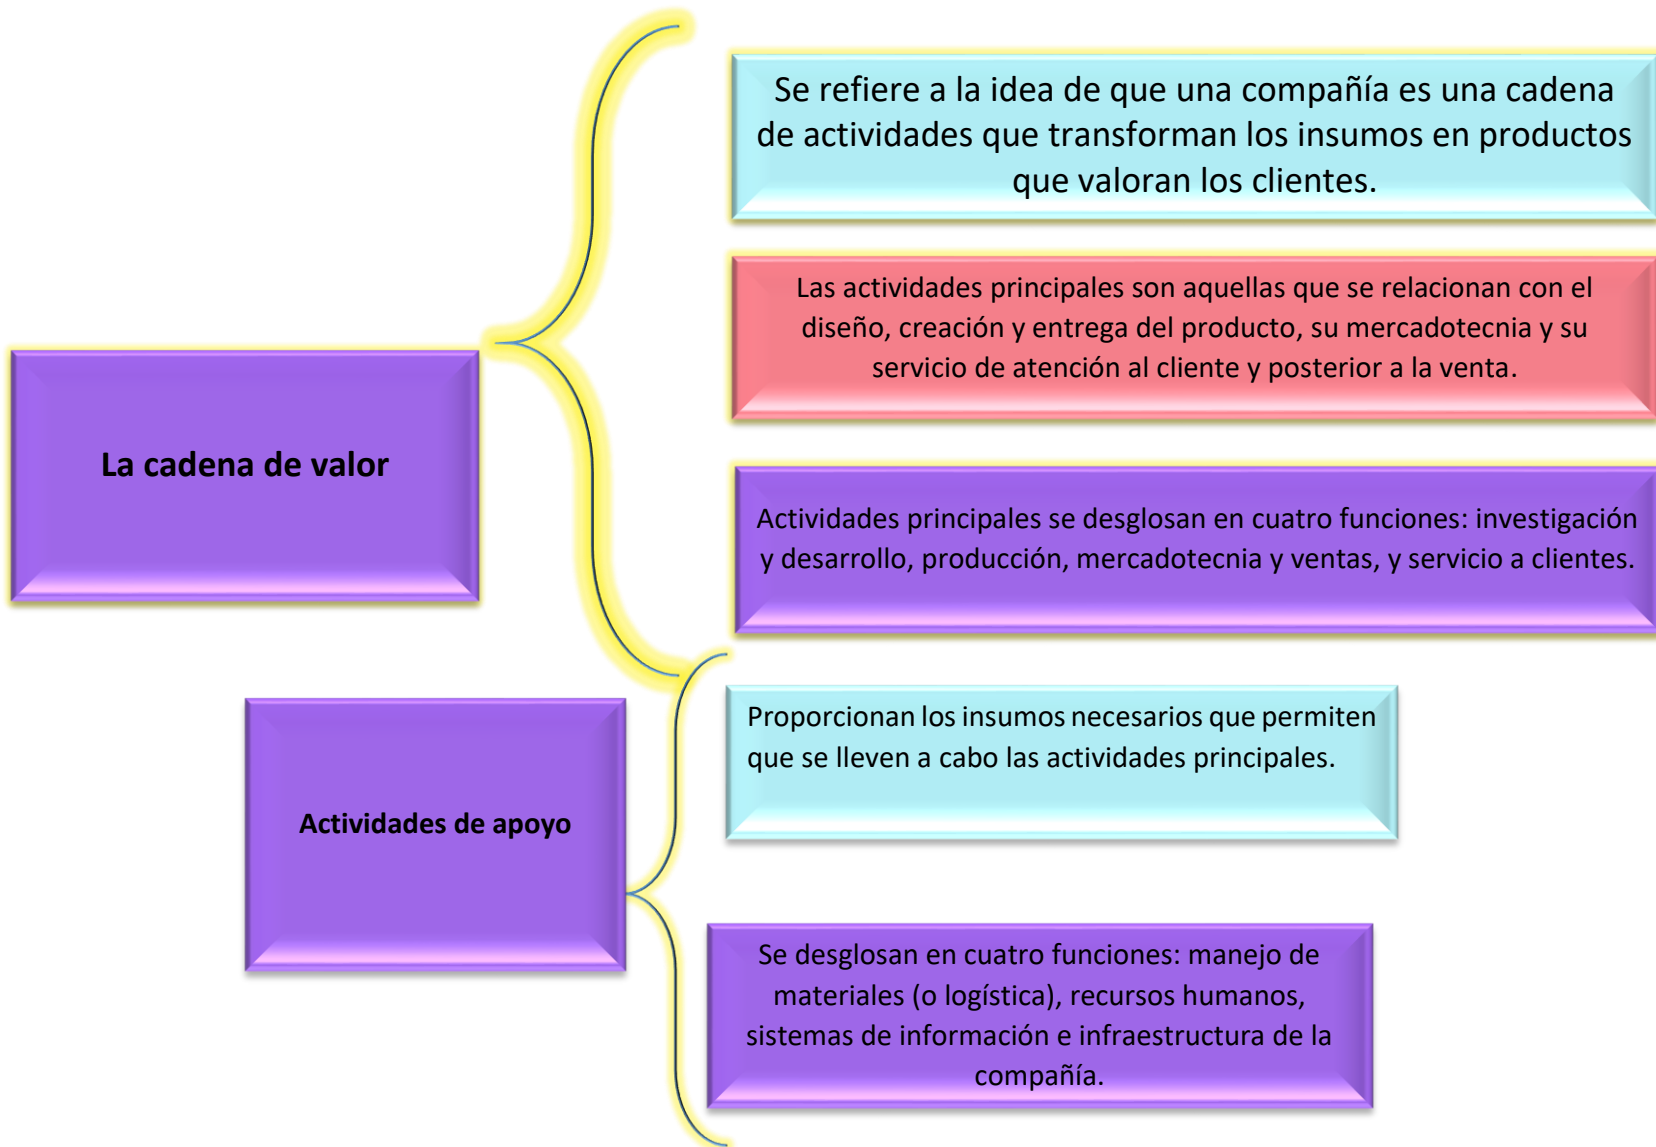 La cadena de valor
Se refiere a la idea de que una compañía es una cadena
de actividades que transforman los insumos en productos
que valoran los clientes.
Las actividades principales son aquellas que se relacionan con el
diseño, creación y entrega del producto, su mercadotecnia y su
servicio de atención al cliente y posterior a la venta.
Actividades principales se desglosan en cuatro funciones: investigación
y desarrollo, producción, mercadotecnia y ventas, y servicio a clientes.
Actividades de apoyo
Proporcionan los insumos necesarios que permiten
que se lleven a cabo las actividades principales.
Se desglosan en cuatro funciones: manejo de
materiales (o logística), recursos humanos,
sistemas de información e infraestructura de la
compañía.